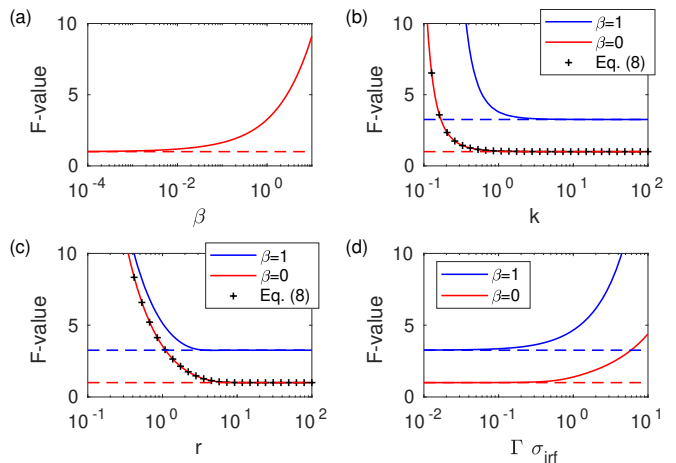 (a)
F-value
10
5
0
10^-4 10^-2 10^0
β
(b)
F-value
10
5
0
10^-1 10^0 10^1 10^2
k
β=1
β=0
Eq. (8)
(c)
F-value
10
5
0
10^-1 10^0 10^1 10^2
r
β=1
β=0
Eq. (8)
(d)
F-value
10
5
0
10^-2 10^-1 10^0 10^1
Γ σ_irf
β=1
β=0